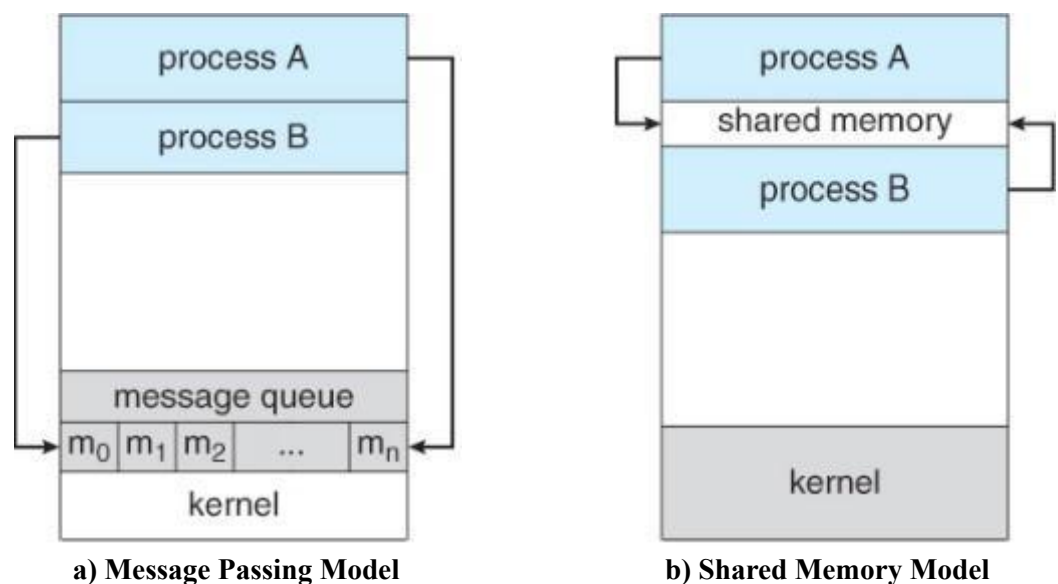 process A
process B
message queue
m₀ m₁ m₂ ... mₙ
kernel
a) Message Passing Model
process A
shared memory
process B
kernel
b) Shared Memory Model